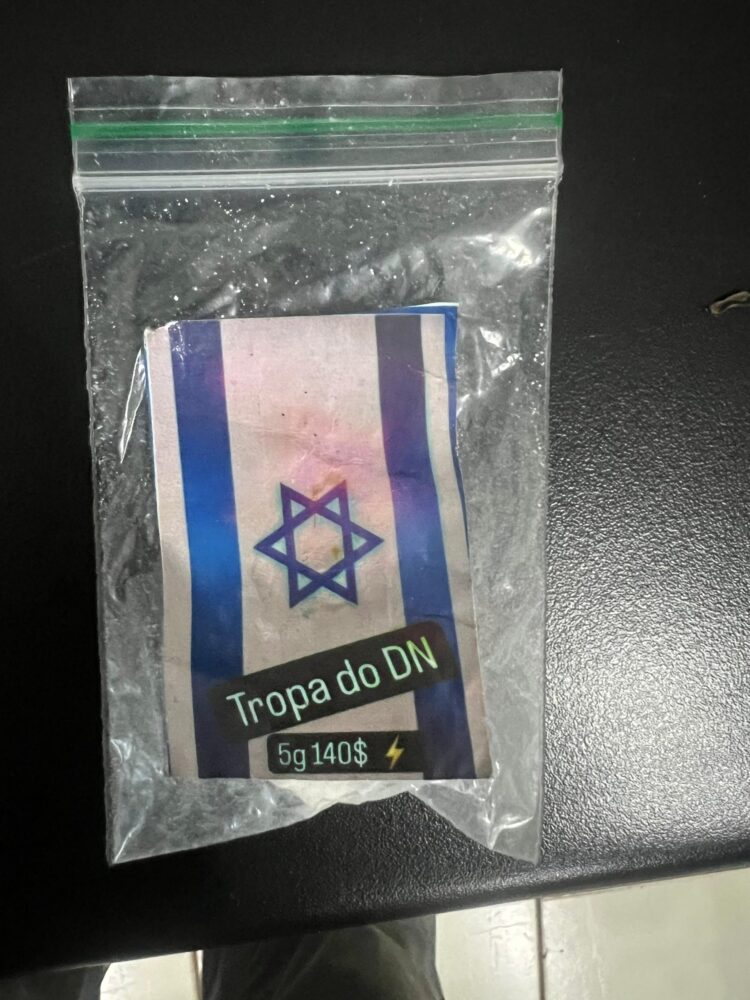 Tropa do DN
5g 140$ ⚡